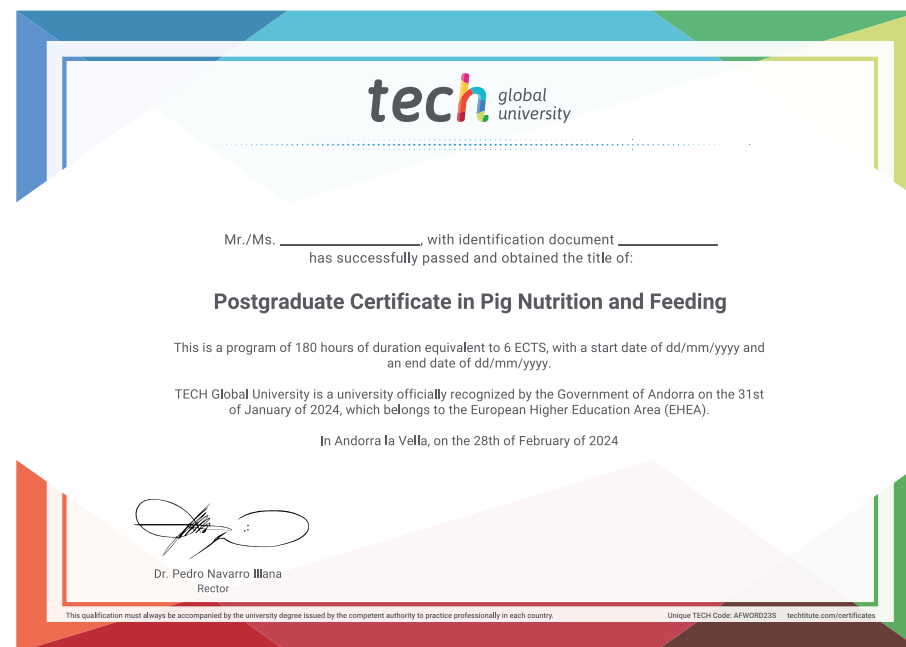 tech global
university
Mr./Ms. ____________, with identification document ____________
has successfully passed and obtained the title of:
Postgraduate Certificate in Pig Nutrition and Feeding
This is a program of 180 hours of duration equivalent to 6 ECTS, with a start date of dd/mm/yyyy and
an end date of dd/mm/yyyy.
TECH Global University is a university officially recognized by the Government of Andorra on the 31st
of January of 2024, which belongs to the European Higher Education Area (EHEA).
In Andorra la Vella, on the 28th of February of 2024
Dr. Pedro Navarro Illana
Rector
This qualification must always be accompanied by the university degree issued by the competent authority to practice professionally in each country. Unique TECH Code: AFWORD23S techtitute.com/certificates